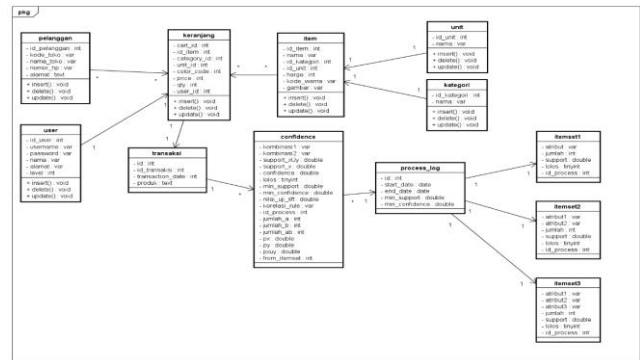 pkg
pelanggan
- id_pelanggan : int
- kode_toko : var
- nama_toko : var
- nomor_hp : var
- alamat : text
+ insert() : void
+ delete() : void
+ update() : void
keranjang
- cart_id : int
- id_item : int
- category_id : int
- unit_id : int
- color_code : int
- price : int
- qty : int
- user_id : int
+ insert() : void
+ delete() : void
+ update() : void
item
- id_item : int
- nama : var
- id_kategori : int
- id_unit : int
- harga : int
- kode_warna : var
- gambar : var
+ insert() : void
+ delete() : void
+ update() : void
unit
- id_unit : int
- nama : var
+ insert() : void
+ delete() : void
+ update() : void
kategori
- id_kategori : int
- nama : var
+ insert() : void
+ delete() : void
+ update() : void
user
- id_user : int
- username : var
- password : var
- nama : var
- alamat : var
- level : int
+ insert() : void
+ delete() : void
+ update() : void
transaksi
- id : int
- id_transaksi : int
- transaction_date : int
- produk : text
confidence
- kombinasi1 : var
- kombinasi2 : var
- support_xUy : double
- support_x : double
- confidence : double
- lolos : tinyint
- min_support : double
- min_confidence : double
- nilai_uji_lift : double
- korelasi_rule : var
- id_process : int
- jumlah_a : int
- jumlah_b : int
- jumlah_ab : int
- px : double
- py : double
- pxuy : double
- from_itemset : int
process_log
- id : int
- start_date : date
- end_date : date
- min_support : double
- min_confidence : double
itemset1
- atribut : var
- jumlah : int
- support : double
- lolos : tinyint
- id_process : int
itemset2
- atribut1 : var
- atribut2 : var
- jumlah : int
- support : double
- lolos : tinyint
- id_process : int
itemset3
- atribut1 : var
- atribut2 : var
- atribut3 : var
- jumlah : int
- support : double
- lolos : tinyint
- id_process : int